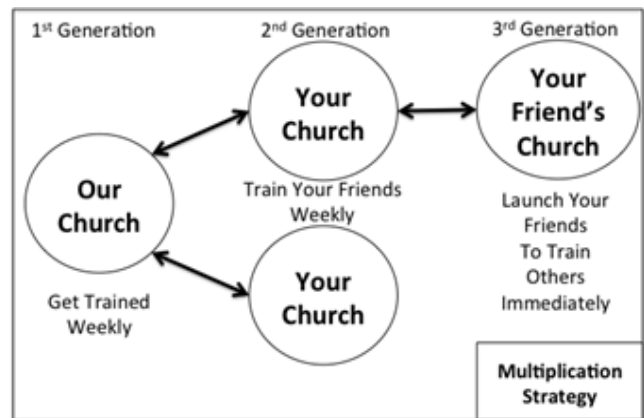 1st Generation
2nd Generation
3rd Generation
Our
Church
Get Trained
Weekly
Your
Church
Train Your Friends
Weekly
Your
Church
Your
Friend's
Church
Launch Your
Friends
To Train
Others
Immediately
Multiplication
Strategy